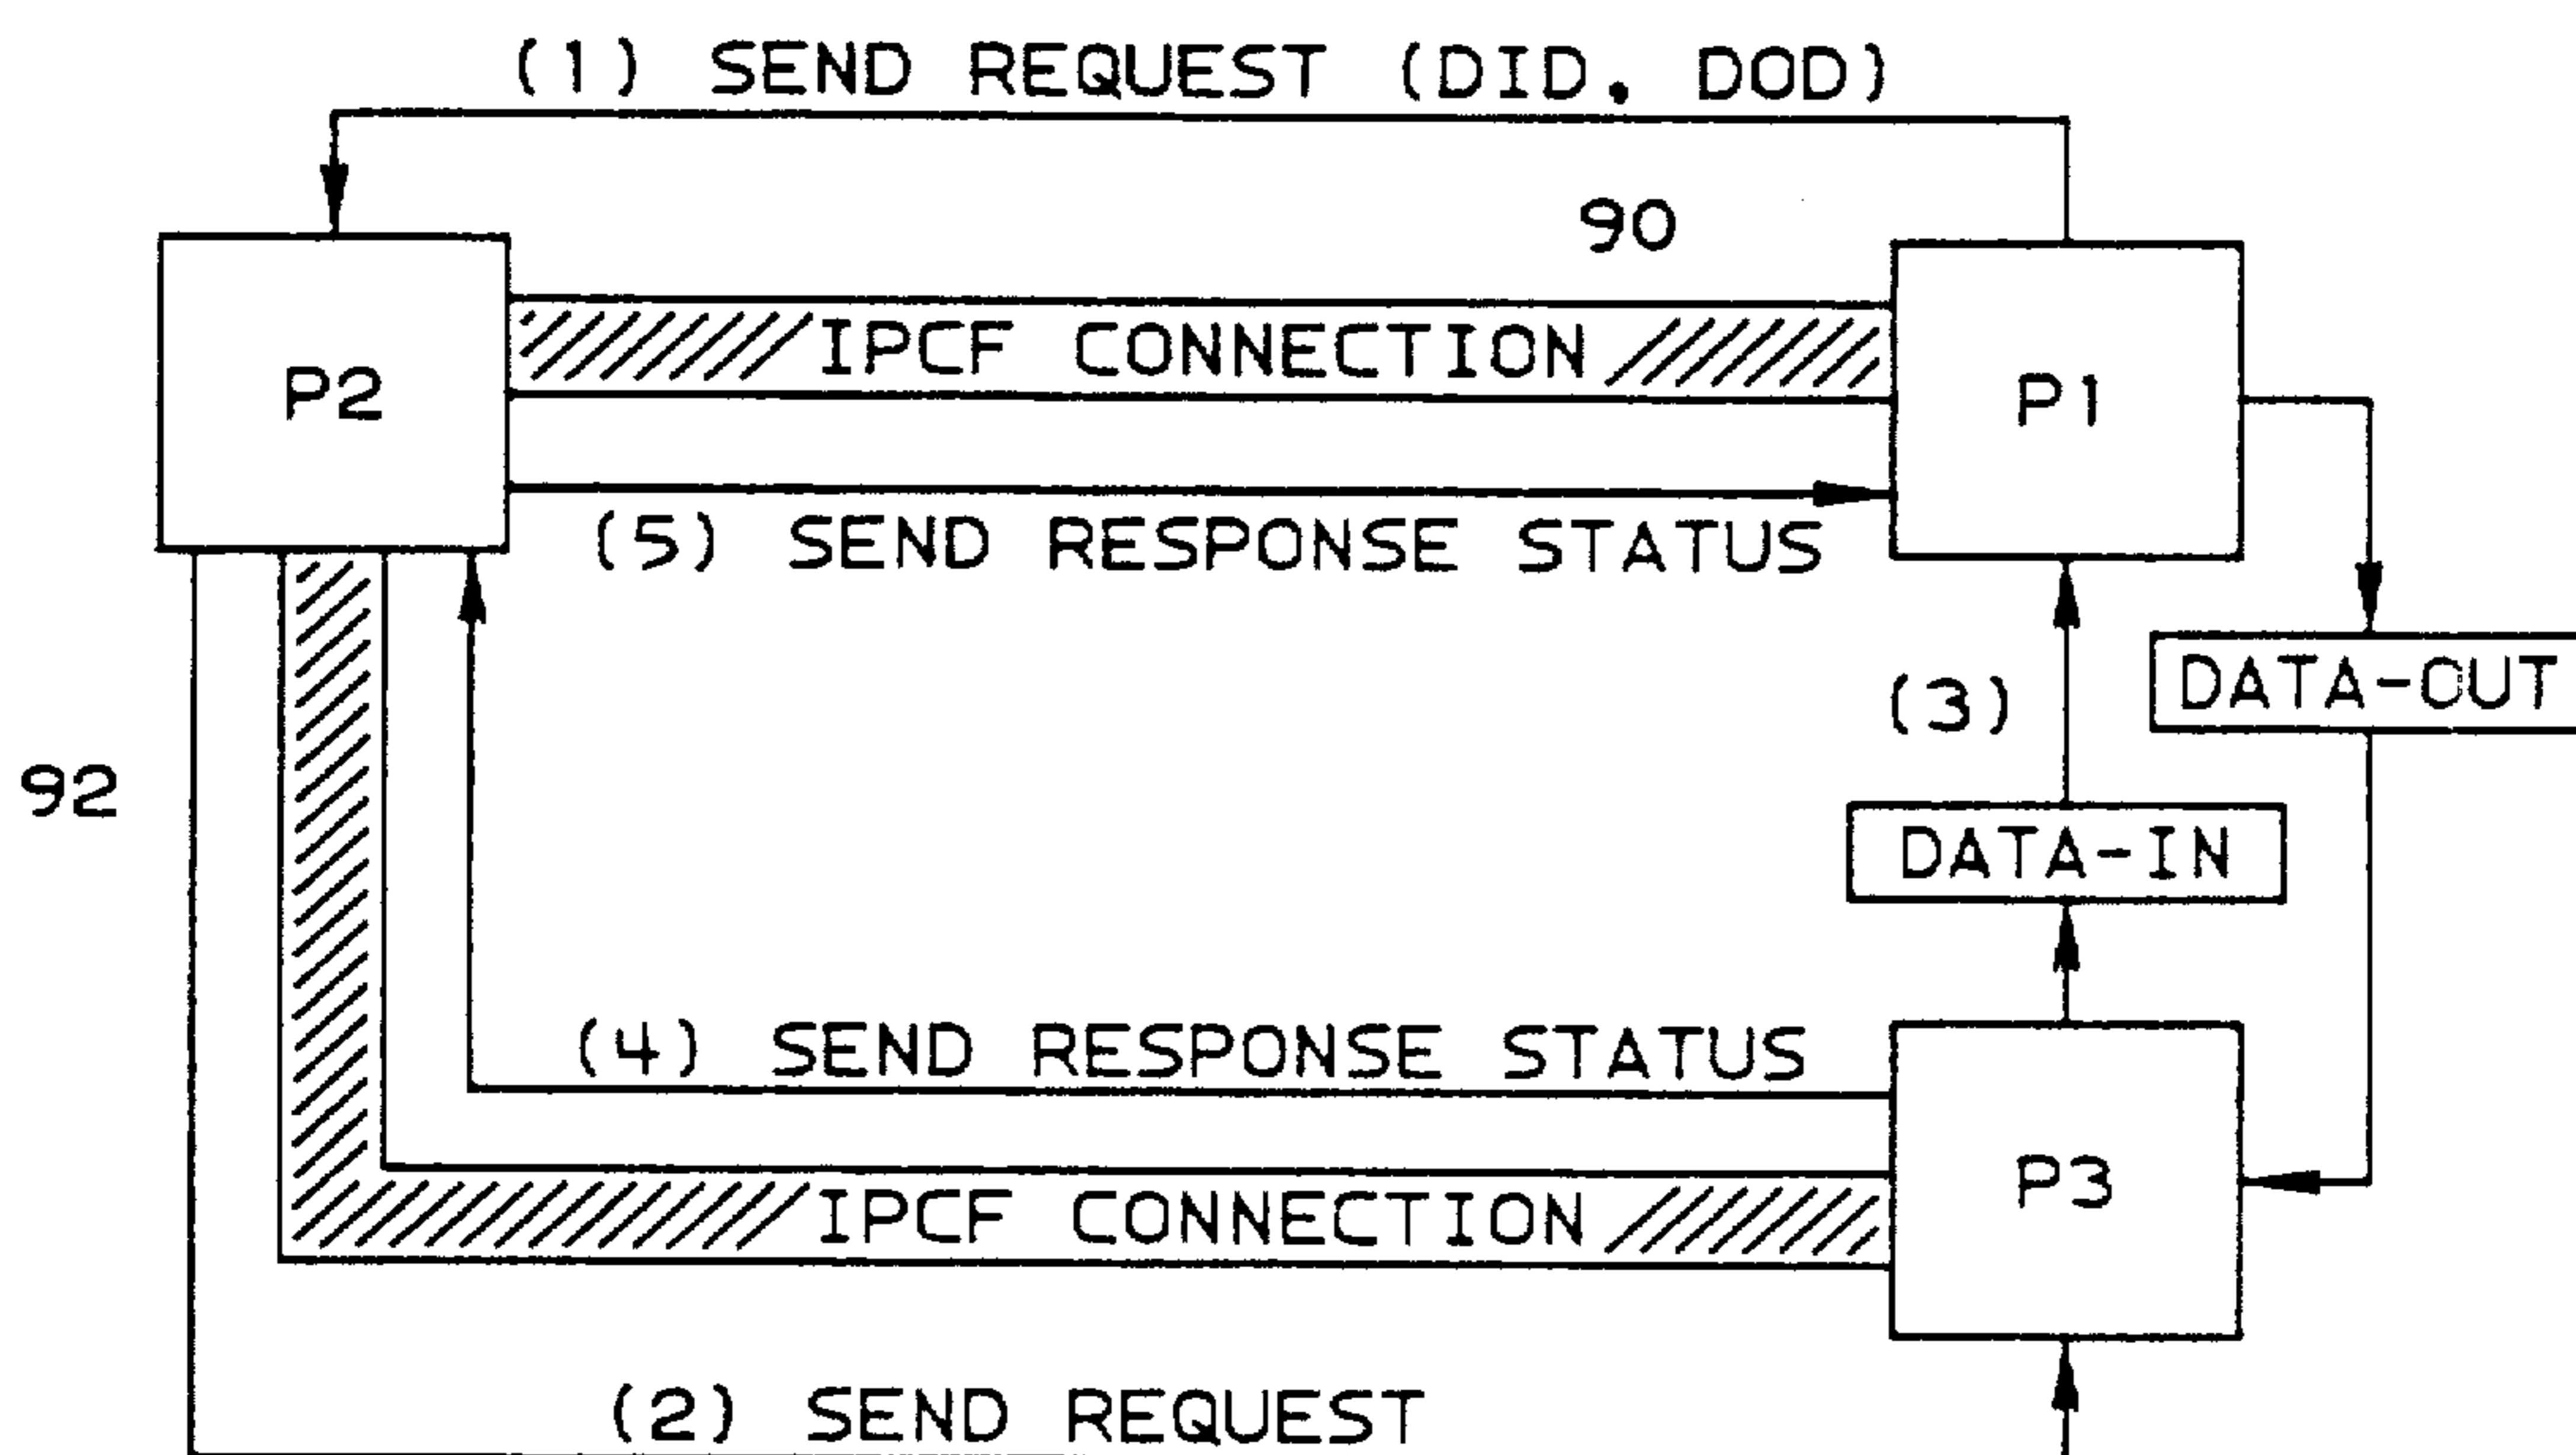 (1) SEND REQUEST (DID. DOD)
90
IPCF CONNECTION
P2
P1
(5) SEND RESPONSE STATUS
DATA-OUT
(3)
92
DATA-IN
(4) SEND RESPONSE STATUS
P3
IPCF CONNECTION
(2) SEND REQUEST